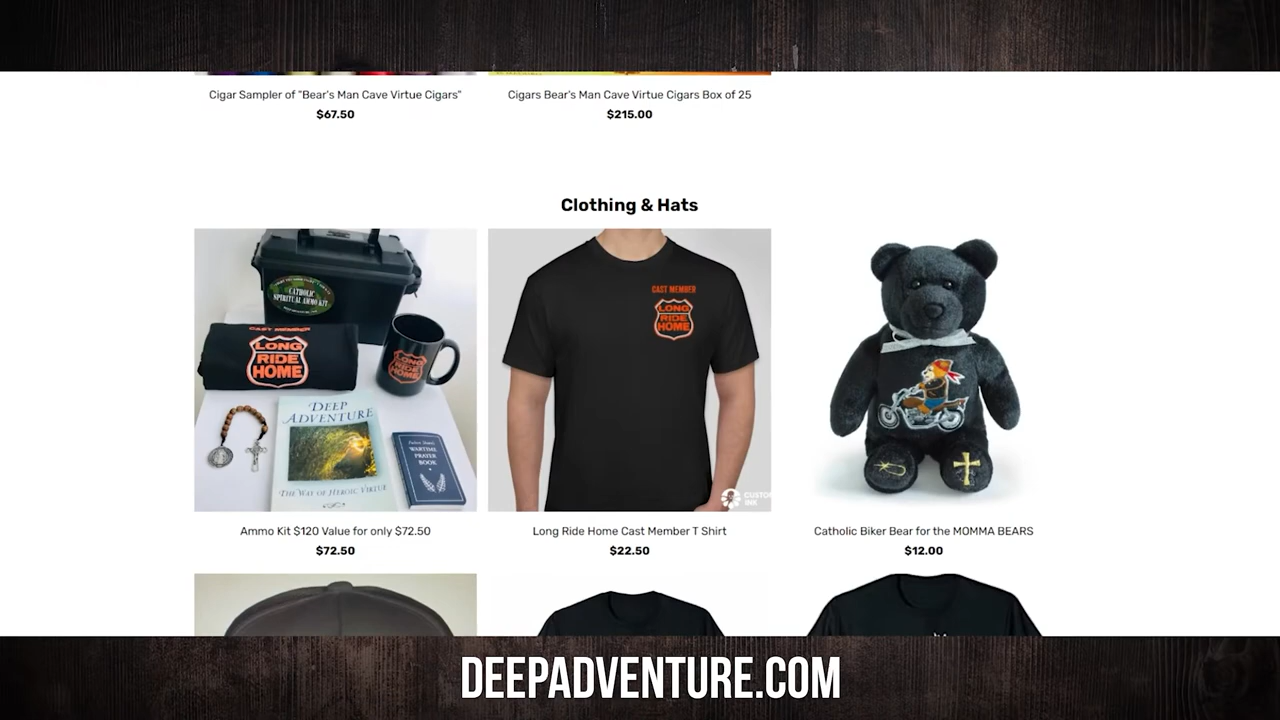 Cigar Sampler of "Bear's Man Cave Virtue Cigars"
$67.50
Cigars Bear's Man Cave Virtue Cigars Box of 25
$215.00
Clothing & Hats
CATHOLIC
SPIRITUAL AMMO KIT
CAST MEMBER
LONG
RIDE
HOME
LONG
RIDE
HOME
DEEP
ADVENTURE
THE WAY OF HEROIC VIRTUE
WARTIME
PRAYER
BOOK
CAST MEMBER
LONG
RIDE
HOME
CUSTOM
INK
Ammo Kit $120 Value for only $72.50
$72.50
Long Ride Home Cast Member T Shirt
$22.50
Catholic Biker Bear for the MOMMA BEARS
$12.00
DEEPADVENTURE.COM